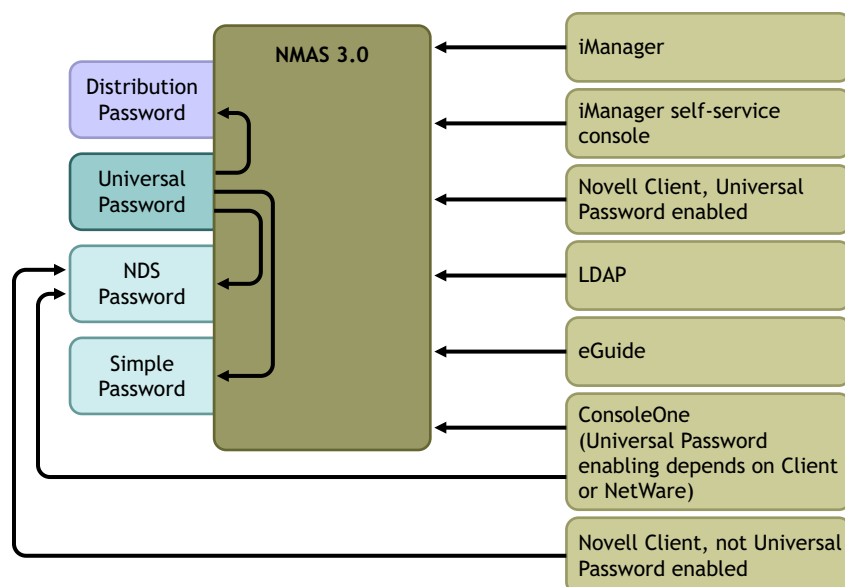 NMAS 3.0
Distribution
Password
Universal
Password
NDS
Password
Simple
Password
iManager
iManager self-service
console
Novell Client, Universal
Password enabled
LDAP
eGuide
ConsoleOne
(Universal Password
enabling depends on Client
or NetWare)
Novell Client, not Universal
Password enabled